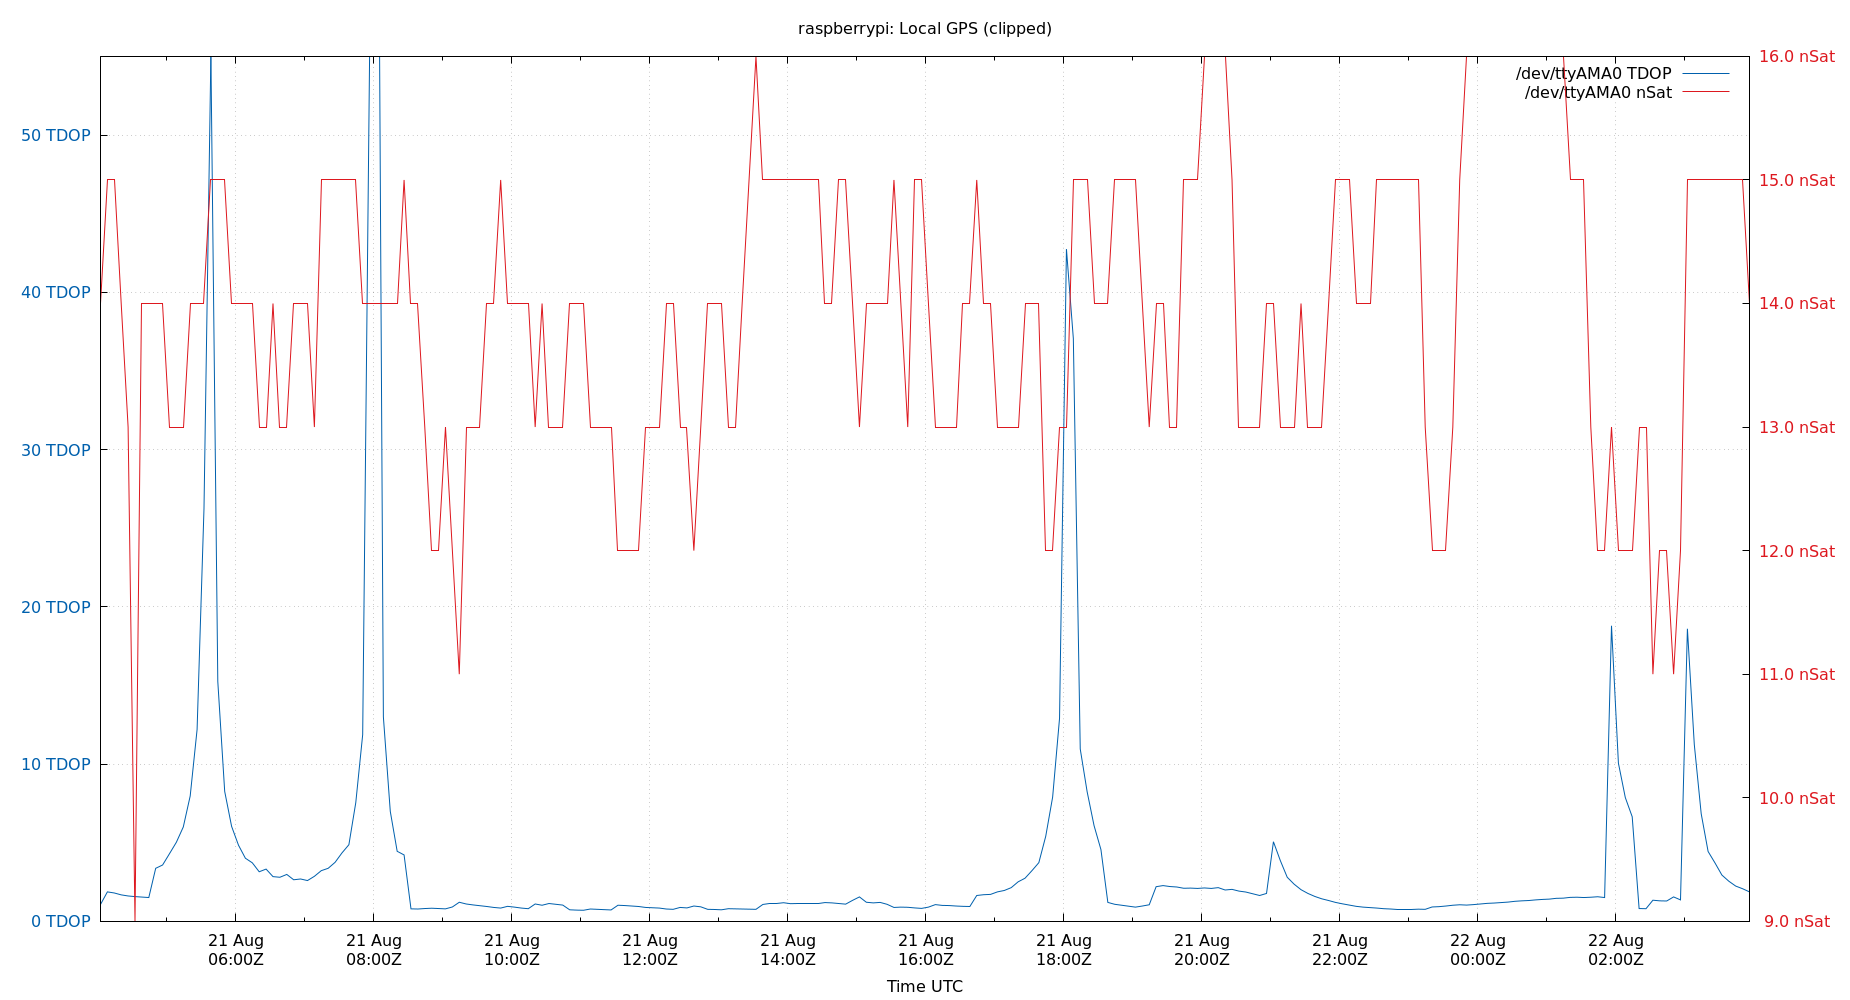 raspberrypi: Local GPS (clipped)
16.0 nSat
/dev/ttyAMA0 TDOP
/dev/ttyAMA0 nSat
50 TDOP
15.0 nSat
40 TDOP
14.0 nSat
13.0 nSat
30 TDOP
12.0 nSat
20 TDOP
11.0 nSat
10 TDOP
10.0 nSat
0 TDOP
9.0 nSat
21 Aug 21 Aug 21 Aug 21 Aug 21 Aug 21 Aug 21 Aug 21 Aug 21 Aug 22 Aug 22 Aug
06:00Z 08:00Z 10:00Z 12:00Z 14:00Z 16:00Z 18:00Z 20:00Z 22:00Z 00:00Z 02:00Z
Time UTC